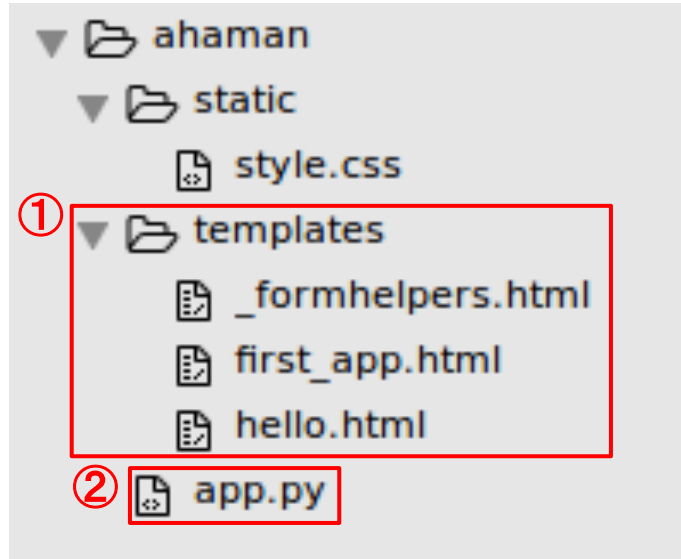 ahaman
static
style.css
① templates
_formhelpers.html
first_app.html
hello.html
② app.py